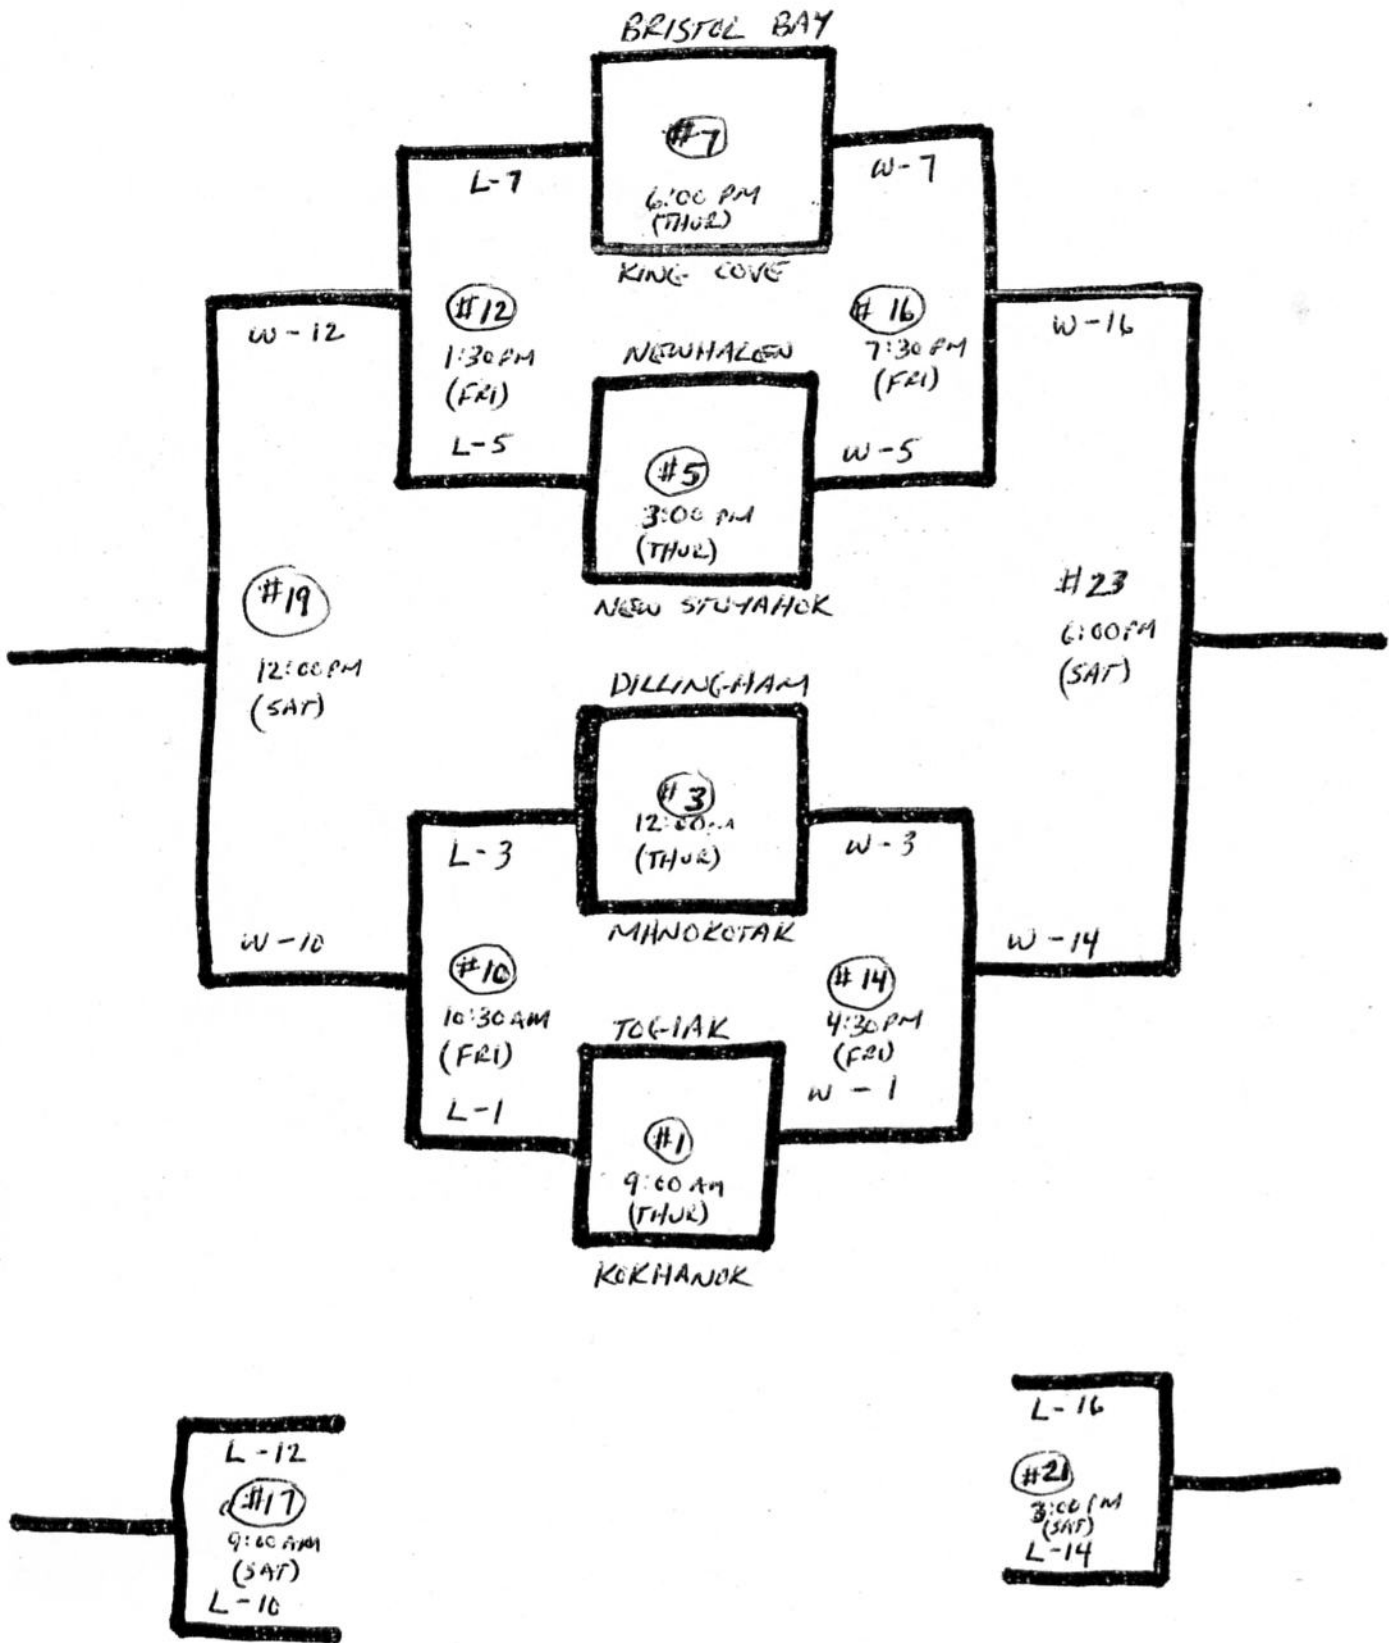 BRISTOL BAY
#7
6:00 PM
(THUR)
KING COVE
L-7
W-7
#12
1:30 PM
(FRI)
L-5
#16
7:30 PM
(FRI)
W-5
W-12
W-16
NEWHALEN
#5
3:00 PM
(THUR)
NEW STUYAHOK
#19
12:00 PM
(SAT)
#23
6:00 PM
(SAT)
DILLINGHAM
#3
12:00
(THUR)
MANOKOTAK
L-3
W-3
W-10
W-14
#10
10:30 AM
(FRI)
L-1
#14
4:30 PM
(FRI)
W-1
TOGIAK
#1
9:00 AM
(THUR)
KOKHANOK
L-12
#17
9:00 AM
(SAT)
L-10
L-16
#21
3:00 PM
(SAT)
L-14